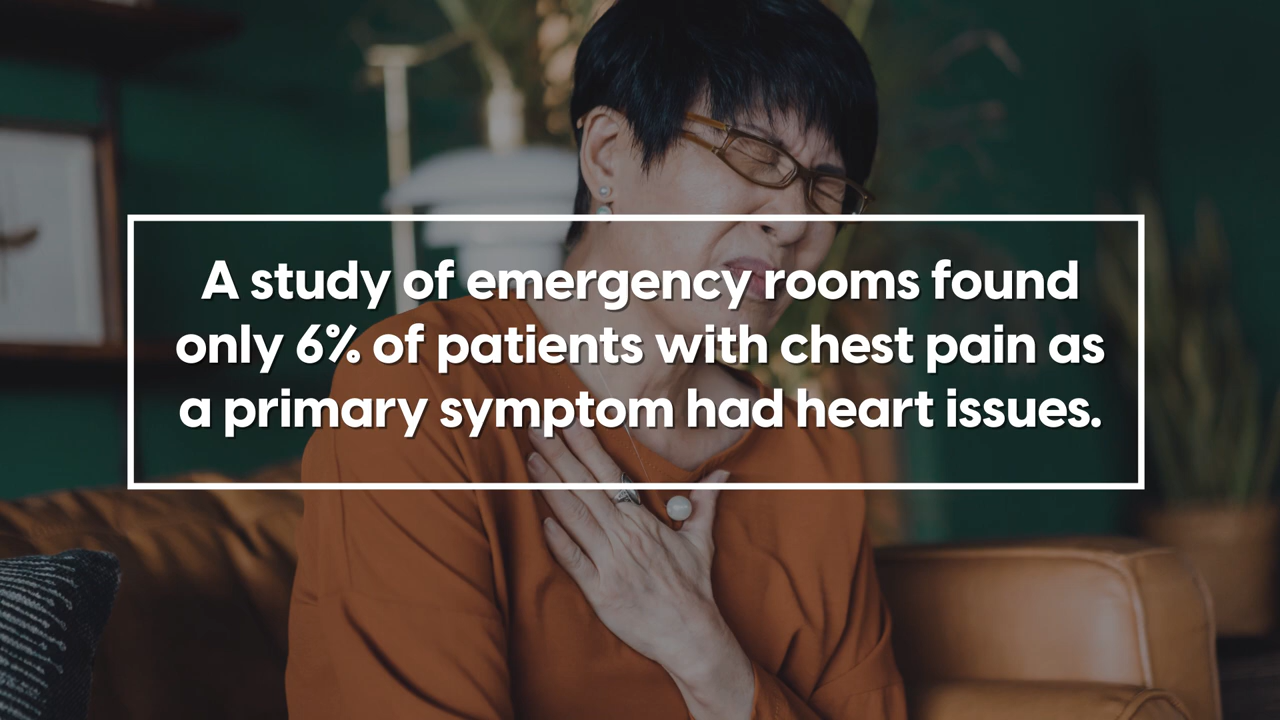 A study of emergency rooms found
only 6% of patients with chest pain as
a primary symptom had heart issues.